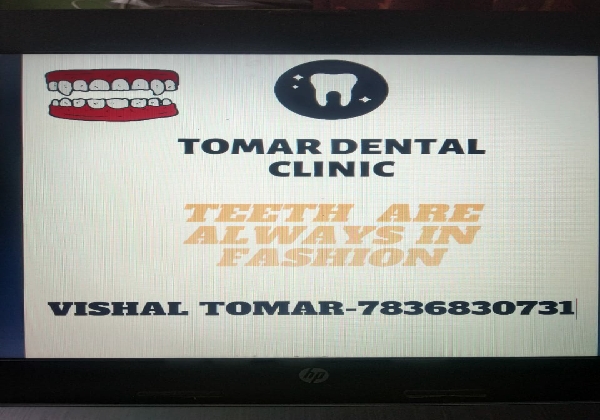 TOMAR DENTAL
CLINIC
TEETH ARE
ALWAYS IN
FASHION
VISHAL TOMAR-7836830731
hp